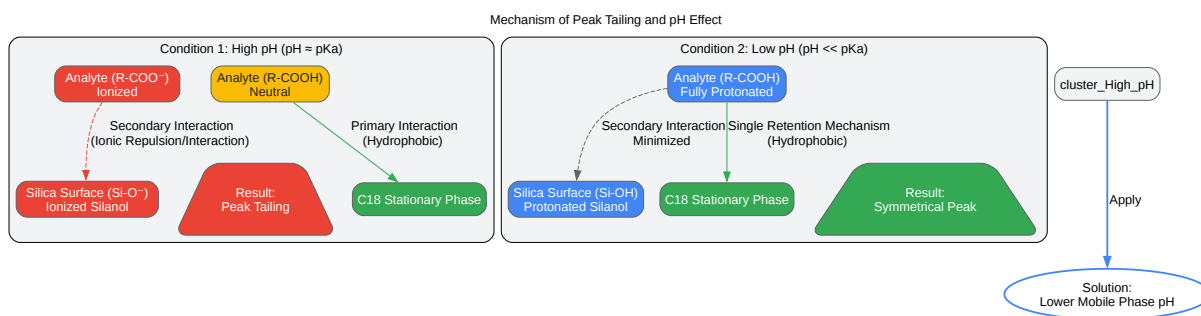 Mechanism of Peak Tailing and pH Effect
Condition 1: High pH (pH ≈ pKa)
Analyte (R-COO⁻)
Ionized
Analyte (R-COOH)
Neutral
Secondary Interaction
(Ionic Repulsion/Interaction)
Primary Interaction
(Hydrophobic)
Silica Surface (Si-O⁻)
Ionized Silanol
Result:
Peak Tailing
C18 Stationary Phase
Condition 2: Low pH (pH << pKa)
Analyte (R-COOH)
Fully Protonated
Secondary Interaction
Minimized
Single Retention Mechanism
(Hydrophobic)
Silica Surface (Si-OH)
Protonated Silanol
C18 Stationary Phase
Result:
Symmetrical Peak
cluster_High_pH
Apply
Solution:
Lower Mobile Phase pH